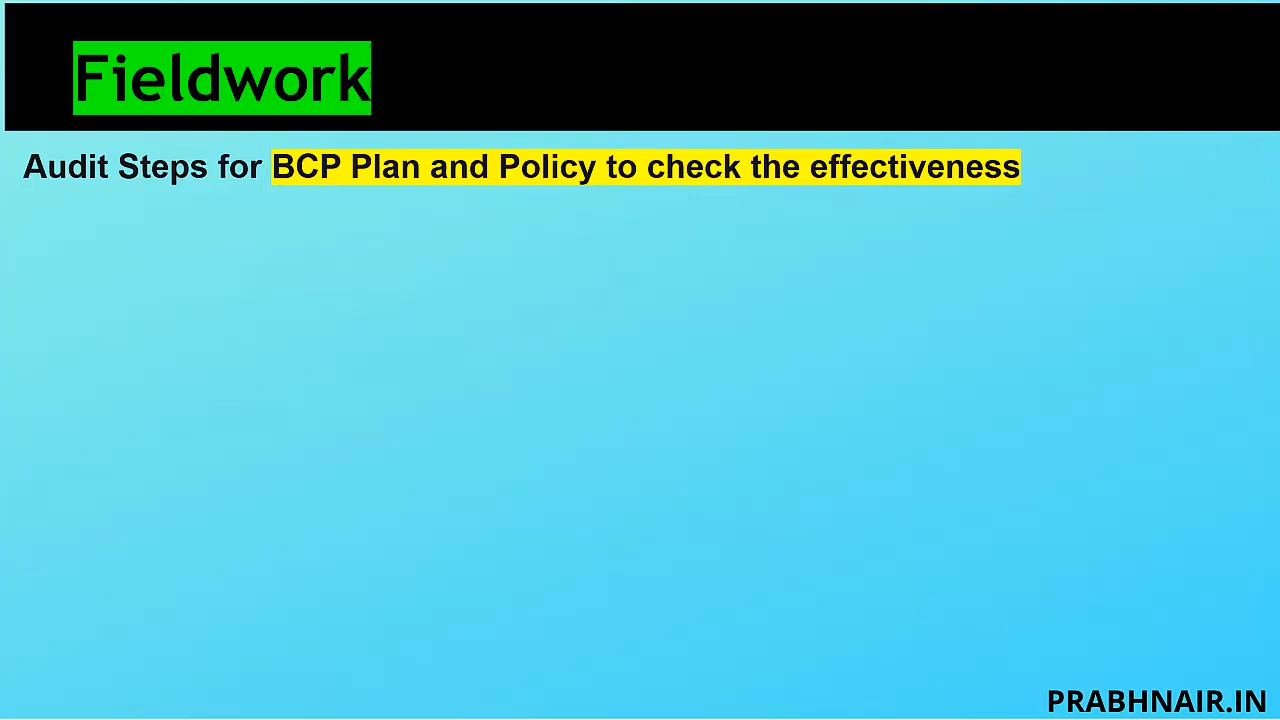 Fieldwork
Audit Steps for BCP Plan and Policy to check the effectiveness
PRABHNAIR.IN